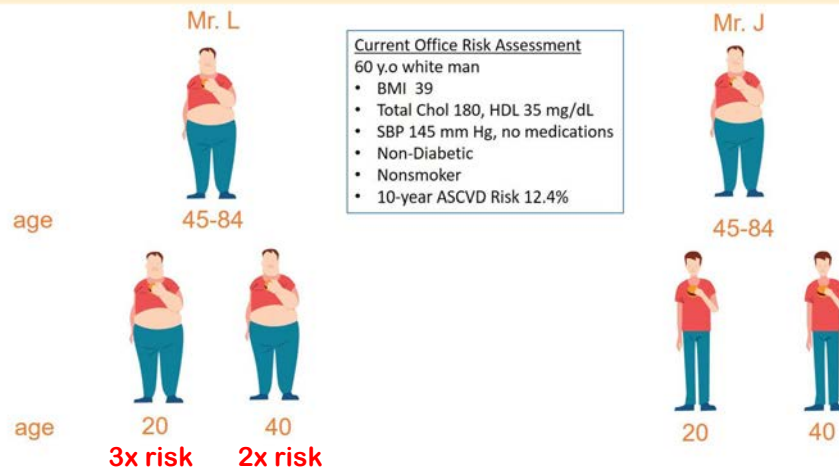 Mr. L
Current Office Risk Assessment
60 y.o white man
• BMI 39
• Total Chol 180, HDL 35 mg/dL
• SBP 145 mm Hg, no medications
• Non-Diabetic
• Nonsmoker
• 10-year ASCVD Risk 12.4%
Mr. J
age
45-84
45-84
age
20
40
20
40
3x risk
2x risk